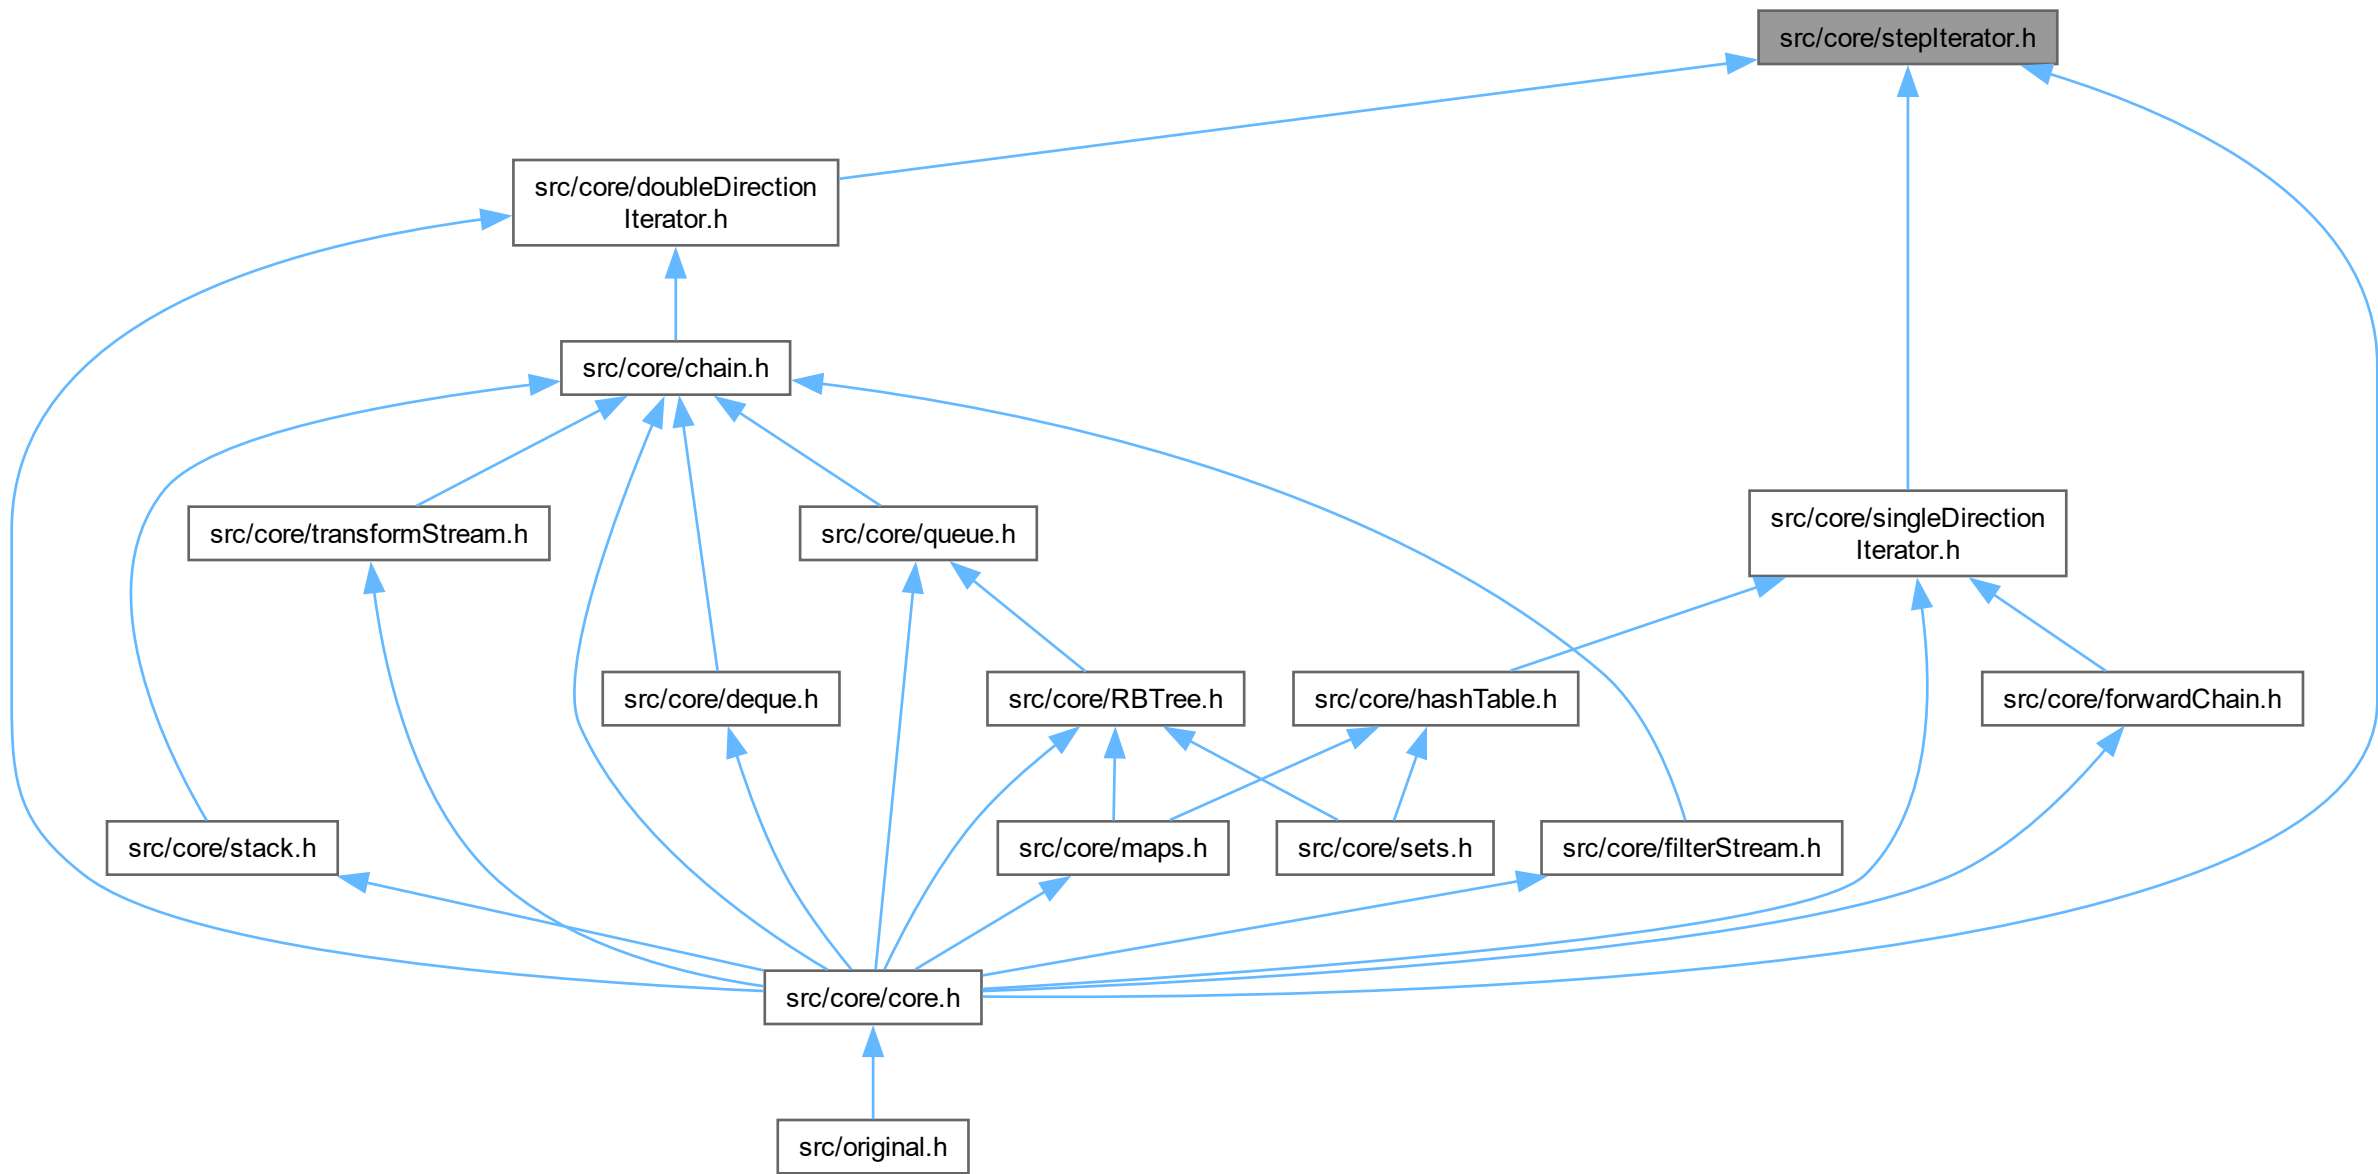 src/core/stepIterator.h
src/core/doubleDirection
Iterator.h
src/core/chain.h
src/core/transformStream.h
src/core/queue.h
src/core/singleDirection
Iterator.h
src/core/deque.h
src/core/RBTree.h
src/core/hashTable.h
src/core/forwardChain.h
src/core/stack.h
src/core/maps.h
src/core/sets.h
src/core/filterStream.h
src/core/core.h
src/original.h